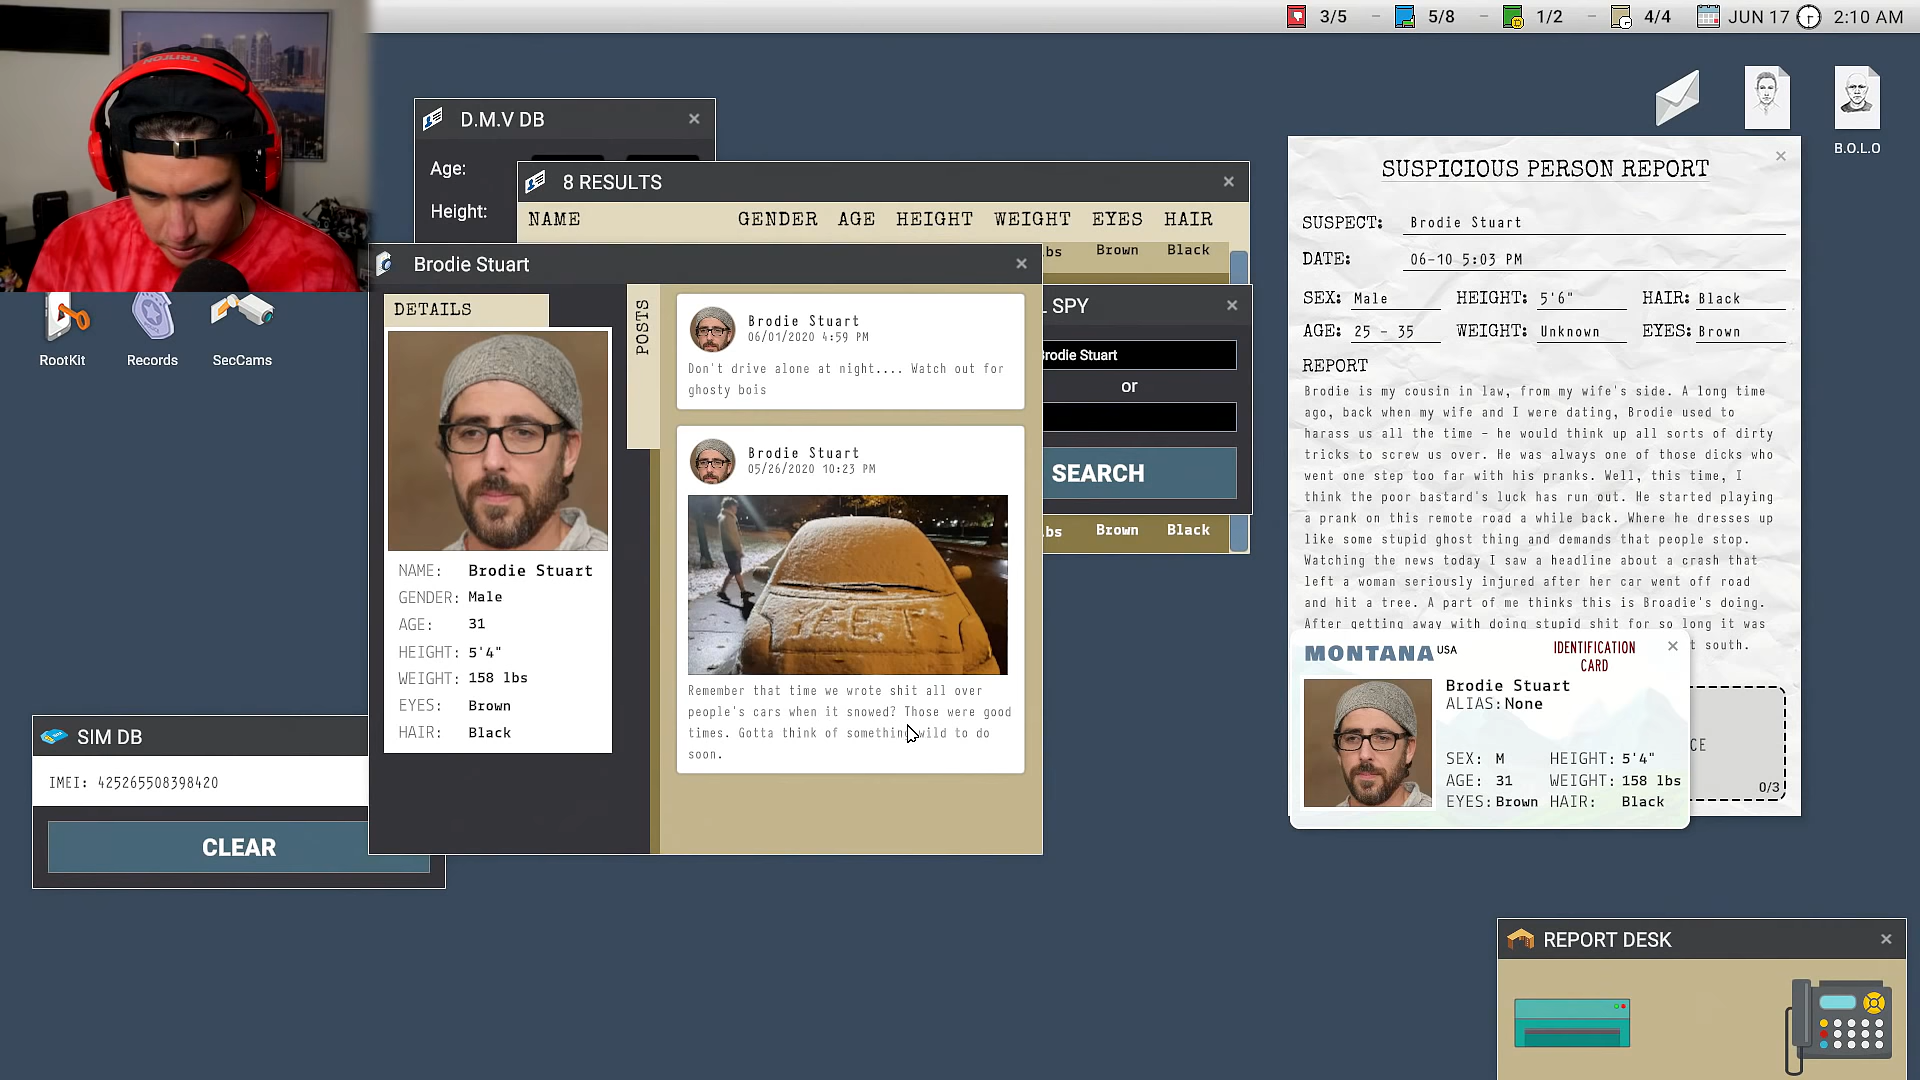 3/5
5/8
1/2
4/4
JUN 17
2:10 AM
D.M.V DB
Age:
Height:
8 RESULTS
NAME GENDER AGE HEIGHT WEIGHT EYES HAIR
Brown Black
Brown Black
RootKit
Records
SecCams
B.O.L.O
Brodie Stuart
DETAILS
NAME: Brodie Stuart
GENDER: Male
AGE: 31
HEIGHT: 5'4"
WEIGHT: 158 lbs
EYES: Brown
HAIR: Black
POSTS
Brodie Stuart
06/01/2020 4:59 PM
Don't drive alone at night.... Watch out for
ghosty bois
Brodie Stuart
05/26/2020 10:23 PM
Remember that time we wrote shit all over
people's cars when it snowed? Those were good
times. Gotta think of something wild to do
soon.
SPY
Brodie Stuart
or
SEARCH
SIM DB
IMEI: 425265508398420
CLEAR
SUSPICIOUS PERSON REPORT
SUSPECT: Brodie Stuart
DATE: 06-10 5:03 PM
SEX: Male HEIGHT: 5'6" HAIR: Black
AGE: 25 - 35 WEIGHT: Unknown EYES: Brown
REPORT
Brodie is my cousin in law, from my wife's side. A long time
ago, back when my wife and I were dating, Brodie used to
harass us all the time - he would think up all sorts of dirty
tricks to screw us over. He was always one of those dicks who
went one step too far with his pranks. Well, this time, I
think the poor bastard's luck has run out. He started playing
a prank on this remote road a while back. Where he dresses up
like some stupid ghost thing and demands that people stop.
Watching the news today I saw a headline about a crash that
left a woman seriously injured after her car went off road
and hit a tree. A part of me thinks this is Broadie's doing.
After getting away with doing stupid shit for so long it was
t south.
0/3
MONTANA USA
IDENTIFICATION
CARD
Brodie Stuart
ALIAS: None
SEX: M HEIGHT: 5'4"
AGE: 31 WEIGHT: 158 lbs
EYES: Brown HAIR: Black
REPORT DESK